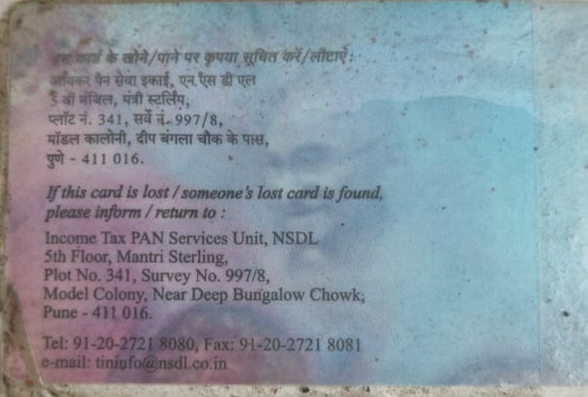 इस कार्ड के खोने/पाने पर कृपया सूचित करें/लौटाऐं:
आयकर पैन सेवा इकाई, एन.एस डी एल
5 वीं मंजिल, मंत्री स्टर्लिंग,
प्लॉट नं. 341, सर्वे नं. 997/8,
मॉडल कालोनी, दीप बंगला चौक के पास,
पुणे - 411 016.
If this card is lost / someone's lost card is found,
please inform / return to :
Income Tax PAN Services Unit, NSDL
5th Floor, Mantri Sterling,
Plot No. 341, Survey No. 997/8,
Model Colony, Near Deep Bungalow Chowk,
Pune - 411 016.
Tel: 91-20-2721 8080, Fax: 91-20-2721 8081
e-mail: tininfo@nsdl.co.in